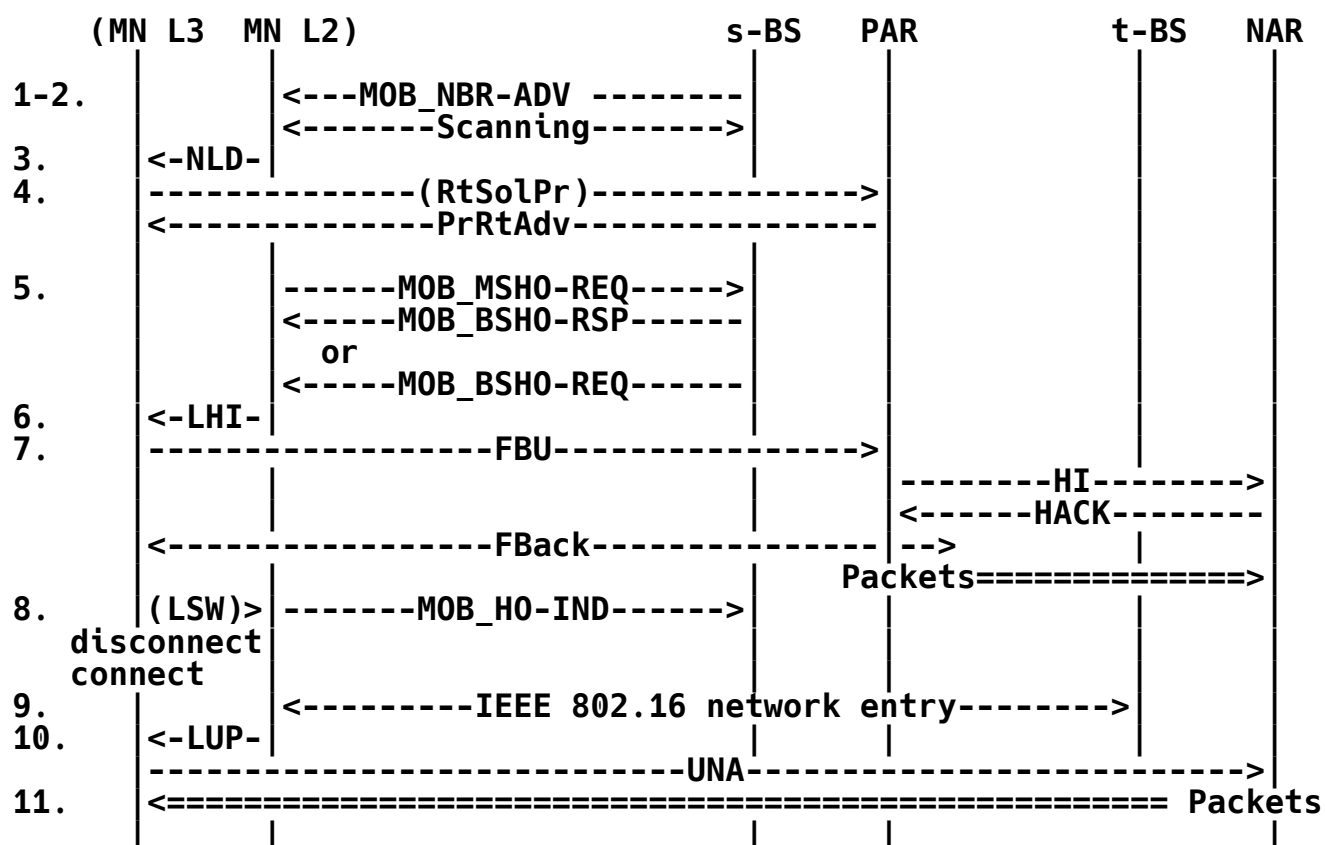 (MN L3  MN L2)                   s-BS   PAR             t-BS   NAR
1-2.          |<---MOB_NBR-ADV --------|
              |<-------Scanning------->|
3.     |<-NLD-|
4.     |--------------(RtSolPr)-------------->|
       |<--------------PrRtAdv----------------|
5.            |------MOB_MSHO-REQ----->|
              |<-----MOB_BSHO-RSP------|
                or
              |<-----MOB_BSHO-REQ------|
6.     |<-LHI-|
7.     |------------------FBU---------------->|
                                              |--------HI-------->|
                                              |<------HACK--------|
       |<-----------------FBack---------------|-->
                                           Packets==============>|
8.     |(LSW)>|-------MOB_HO-IND------>|
   disconnect|
   connect
9.            |<---------IEEE 802.16 network entry-------->|
10.    |<-LUP-|
       |----------------------------UNA-------------------------->|
11.    |<==================================================== Packets